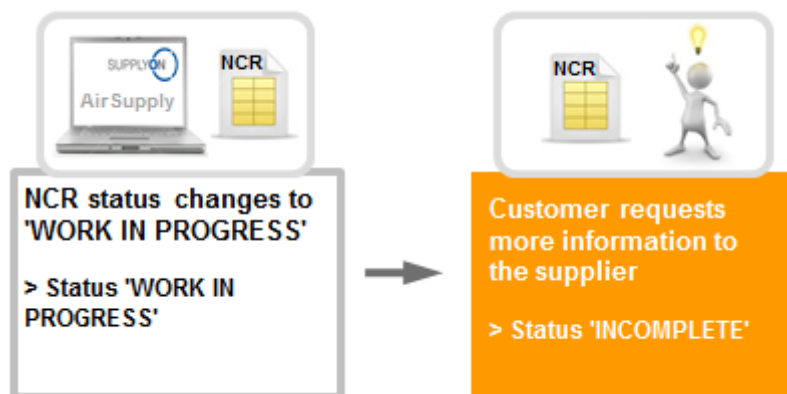 SUPPLYON
AirSupply
NCR
NCR status changes to
'WORK IN PROGRESS'
> Status 'WORK IN
PROGRESS'
NCR
Customer requests
more information to
the supplier
> Status 'INCOMPLETE'